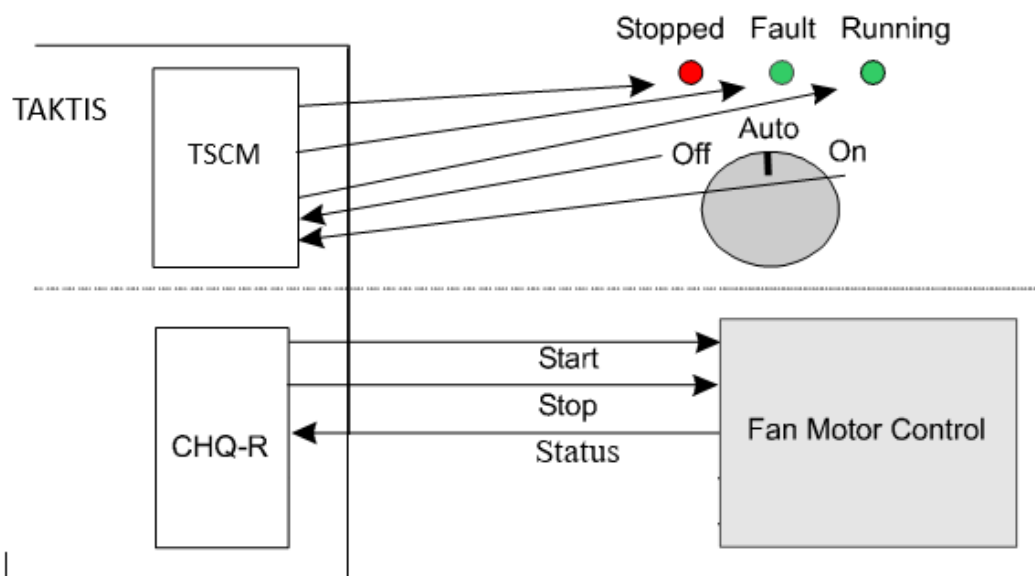 Stopped Fault Running
TAKTIS
TSCM
Auto
Off
On
Start
Stop
CHQ-R
Status
Fan Motor Control